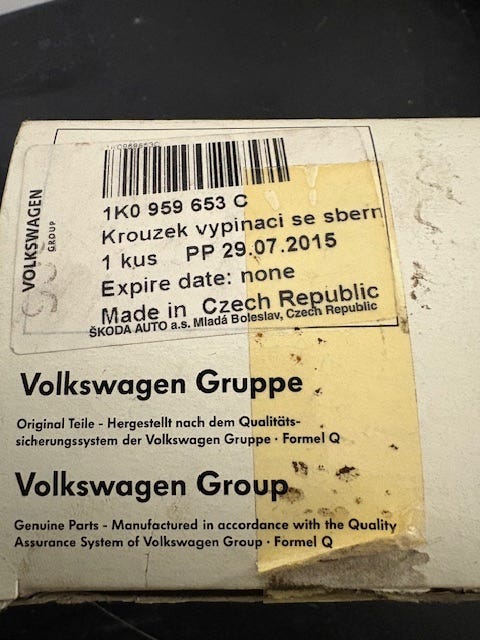 1K0959653C
1K0 959 653 C
Krouzek vypinaci se sbern
1 kus PP 29.07.2015
Expire date: none
Made in Czech Republic
ŠKODA AUTO a.s. Mladá Boleslav, Czech Republic
VOLKSWAGEN
GROUP
Volkswagen Gruppe
Original Teile - Hergestellt nach dem Qualitäts-
sicherungssystem der Volkswagen Gruppe · Formel Q
Volkswagen Group
Genuine Parts - Manufactured in accordance with the Quality
Assurance System of Volkswagen Group · Formel Q